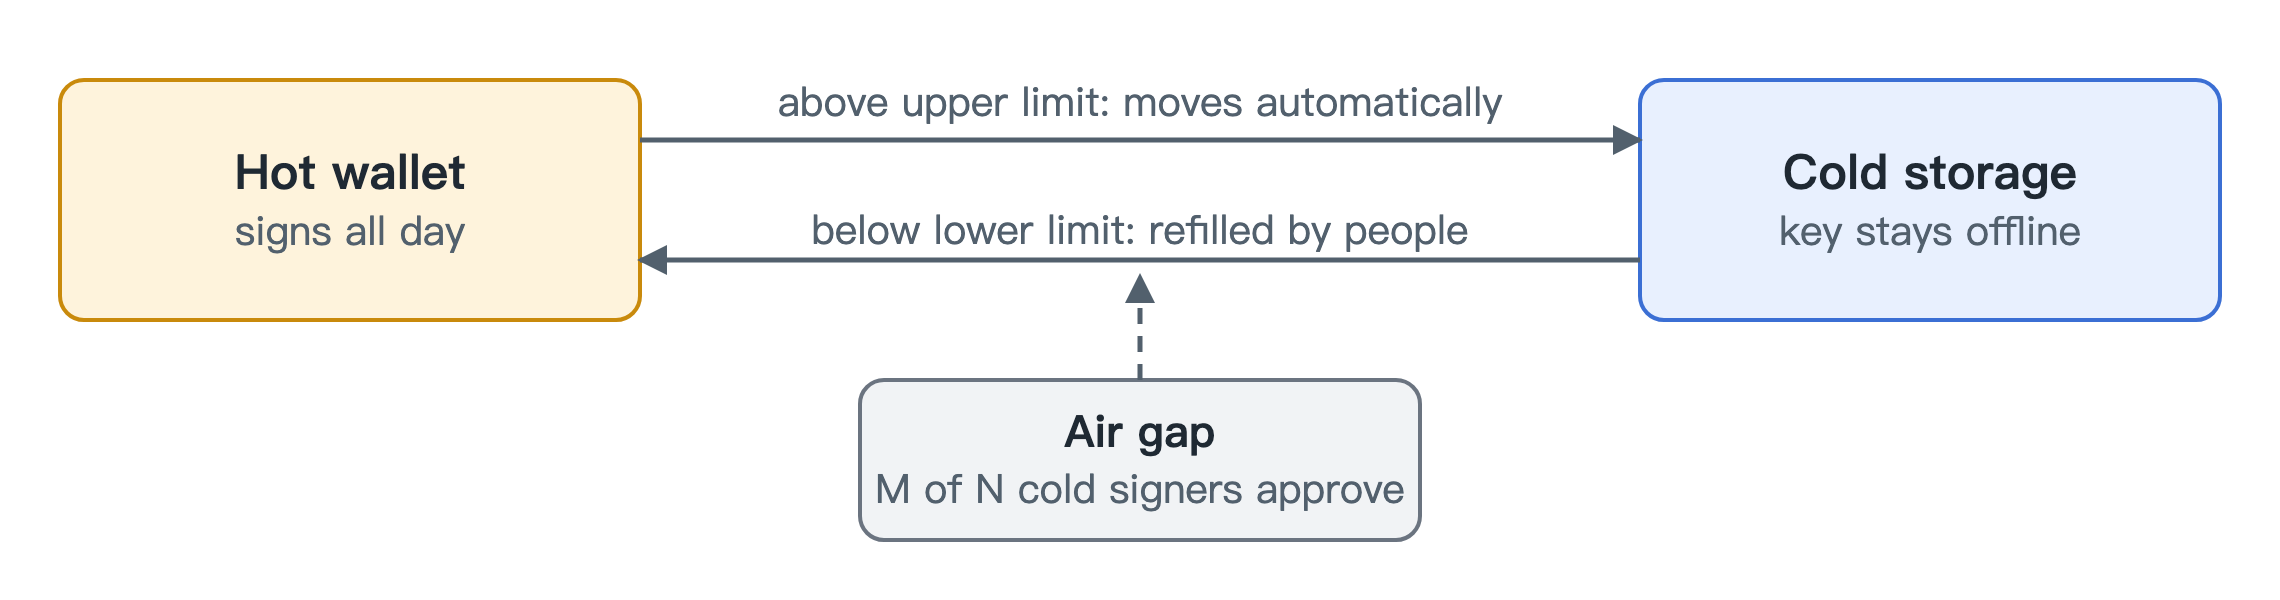 above upper limit: moves automatically
Hot wallet
signs all day
Cold storage
key stays offline
below lower limit: refilled by people
Air gap
M of N cold signers approve